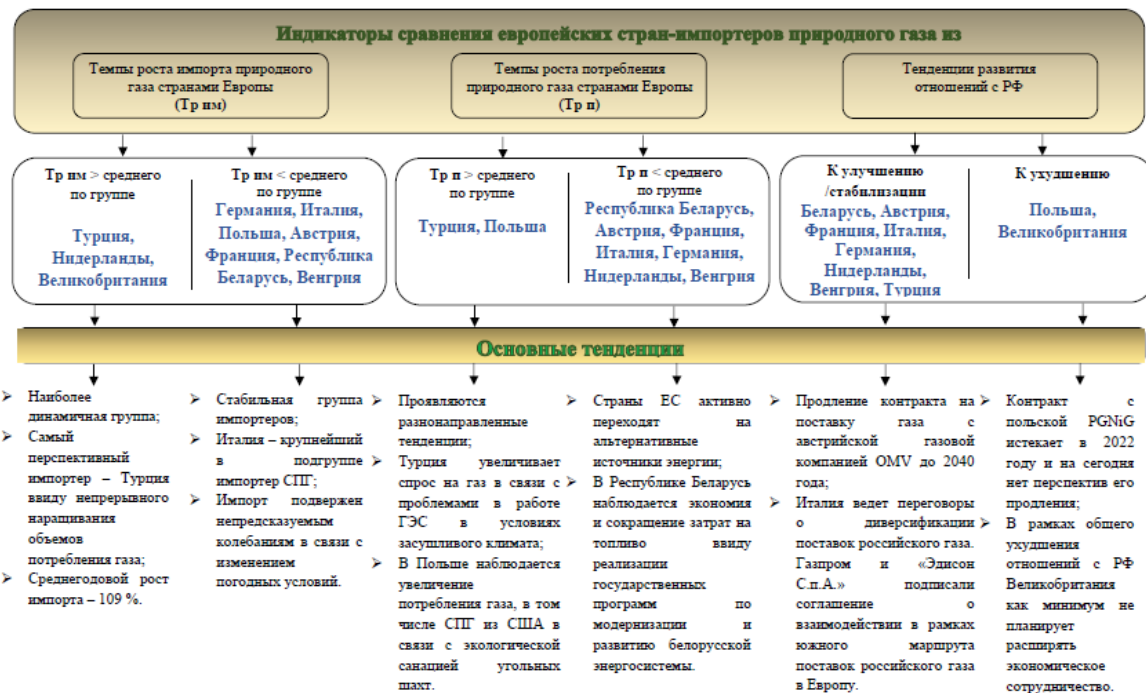 Индикаторы сравнения европейских стран-импортеров природного газа из
Темпы роста импорта природного
газа странами Европы
(Тр им)
Темпы роста потребления
природного газа странами Европы
(Тр п)
Тенденции развития
отношений с РФ
Тр им > среднего
по группе
Турция,
Нидерланды,
Великобритания
Тр им < среднего
по группе
Германия, Италия,
Польша, Австрия,
Франция, Республика
Беларусь, Венгрия
Тр п > среднего
по группе
Турция, Польша
Тр п < среднего
по группе
Республика Беларусь,
Австрия, Франция,
Италия, Германия,
Нидерланды, Венгрия
К улучшению
/стабилизации
Беларусь, Австрия,
Франция, Италия,
Германия,
Нидерланды,
Венгрия, Турция
К ухудшению
Польша,
Великобритания
Основные тенденции
➢ Наиболее
динамичная группа;
➢ Самый
перспективный
импортер – Турция
ввиду непрерывного
наращивания
объемов
потребления газа;
➢ Среднегодовой рост
импорта – 109 %.
➢ Стабильная группа
импортеров;
➢ Италия – крупнейший
в подгруппе
импортер СПГ;
➢ Импорт подвержен
непредсказуемым
колебаниям в связи с
изменением
погодных условий.
➢ Проявляются
разнонаправленные
тенденции;
➢ Турция увеличивает
спрос на газ в связи с
проблемами в работе
ГЭС в условиях
засушливого климата;
➢ В Польше наблюдается
увеличение
потребления газа, в том
числе СПГ из США в
связи с экологической
санацией угольных
шахт.
➢ Страны ЕС активно
переходят на
альтернативные
источники энергии;
➢ В Республике Беларусь
наблюдается экономия
и сокращение затрат на
топливо ввиду
реализации
государственных
программ по
модернизации и
развитию белорусской
энергосистемы.
➢ Продление контракта на
поставку газа с
австрийской газовой
компанией OMV до 2040
года;
➢ Италия ведет переговоры
о диверсификации
поставок российского газа.
Газпром и «Эдисон
С.п.А.» подписали
соглашение о
взаимодействии в рамках
южного маршрута
поставок российского газа
в Европу.
➢ Контракт с
польской PGNiG
истекает в 2022
году и на сегодня
нет перспектив его
продления;
➢ В рамках общего
ухудшения
отношений с РФ
Великобритания
как минимум не
планирует
расширять
экономическое
сотрудничество.